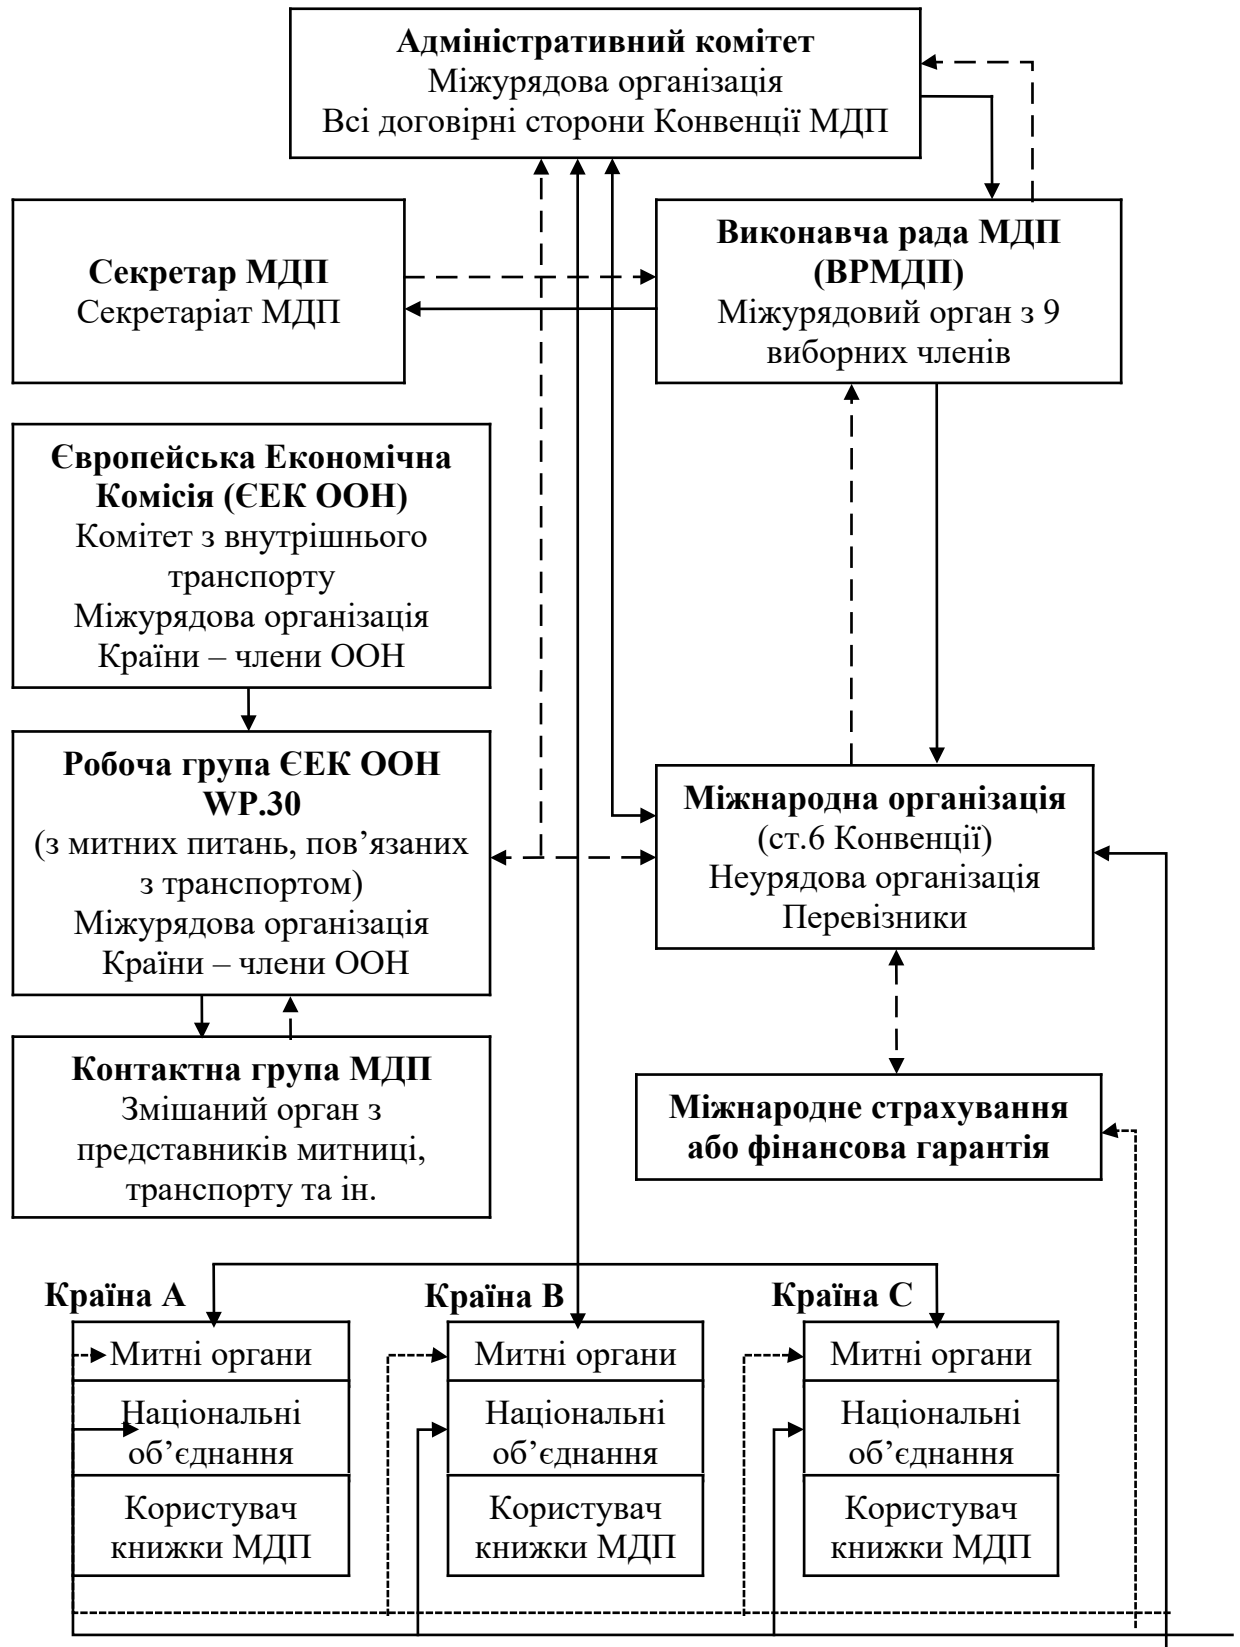 Адміністративний комітет
Міжурядова організація
Всі договірні сторони Конвенції МДП
Секретар МДП
Секретаріат МДП
Виконавча рада МДП
(ВРМДП)
Міжурядовий орган з 9
виборних членів
Європейська Економічна
Комісія (ЄЕК ООН)
Комітет з внутрішнього
транспорту
Міжурядова організація
Країни – члени ООН
Робоча група ЄЕК ООН
WP.30
(з митних питань, пов’язаних
з транспортом)
Міжурядова організація
Країни – члени ООН
Міжнародна організація
(ст.6 Конвенції)
Неурядова організація
Перевізники
Контактна група МДП
Змішаний орган з
представників митниці,
транспорту та ін.
Міжнародне страхування
або фінансова гарантія
Країна А
Митні органи
Національні
об’єднання
Користувач
книжки МДП
Країна В
Митні органи
Національні
об’єднання
Користувач
книжки МДП
Країна С
Митні органи
Національні
об’єднання
Користувач
книжки МДП